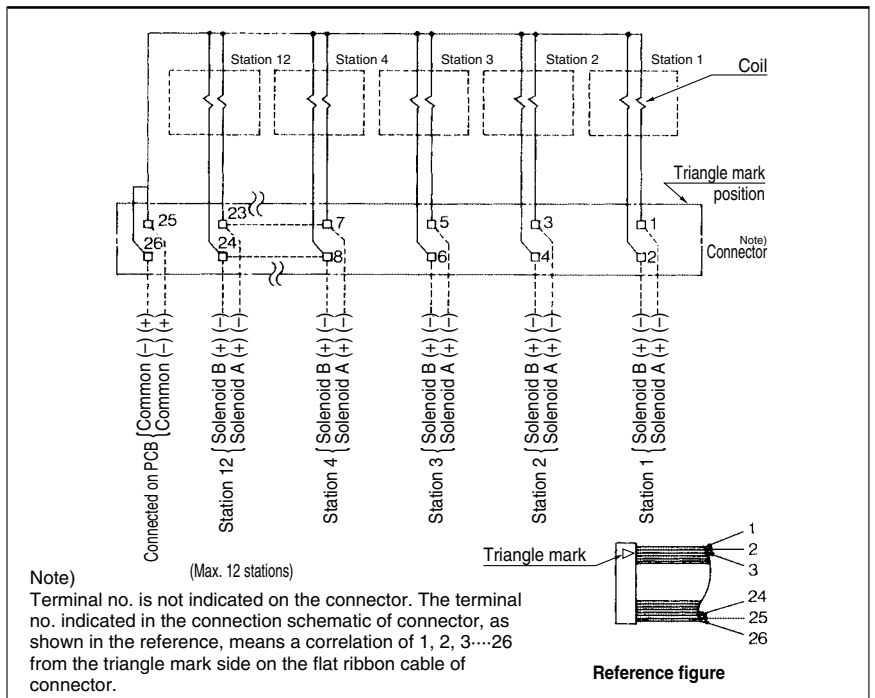 Station 12
Station 4
Station 3
Station 2
Station 1
Coil
Triangle mark
position
25
23
7
5
3
1
26
24
8
6
4
2
Note)
Connector
Connected on PCB
Common (–) (+)
Common (–) (+)
Station 12
Solenoid B (+) (–)
Solenoid A (+) (–)
Station 4
Solenoid B (+) (–)
Solenoid A (+) (–)
Station 3
Solenoid B (+) (–)
Solenoid A (+) (–)
Station 2
Solenoid B (+) (–)
Solenoid A (+) (–)
Station 1
Solenoid B (+) (–)
Solenoid A (+) (–)
(Max. 12 stations)
Triangle mark
1
2
3
24
25
26
Reference figure
Note)
Terminal no. is not indicated on the connector. The terminal
no. indicated in the connection schematic of connector, as
shown in the reference, means a correlation of 1, 2, 3····26
from the triangle mark side on the flat ribbon cable of
connector.